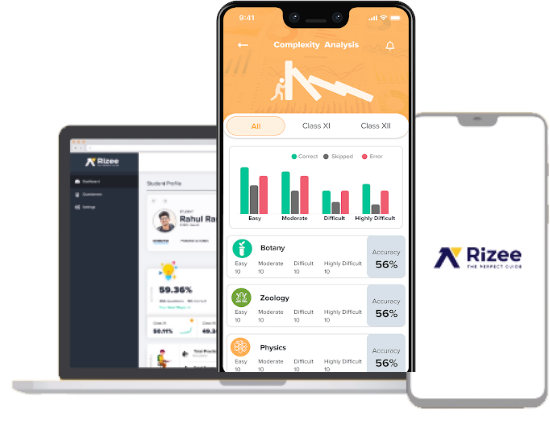 9:41
Complexity Analysis
All Class XI Class XII
Correct Skipped Error
Easy Moderate Difficult Highly Difficult
Botany
Easy Moderate Difficult Highly Difficult
10 10 10 10
Accuracy
56%
Zoology
Easy Moderate Difficult Highly Difficult
10 10 10 10
Accuracy
56%
Physics
Easy Moderate Difficult Highly Difficult
10 10 10 10
Accuracy
56%
Rizee
Dashboard
Settings
Student Profile
STUDENT
Rahul Ra
59.36%
Rizee
THE PERFECT GUIDE